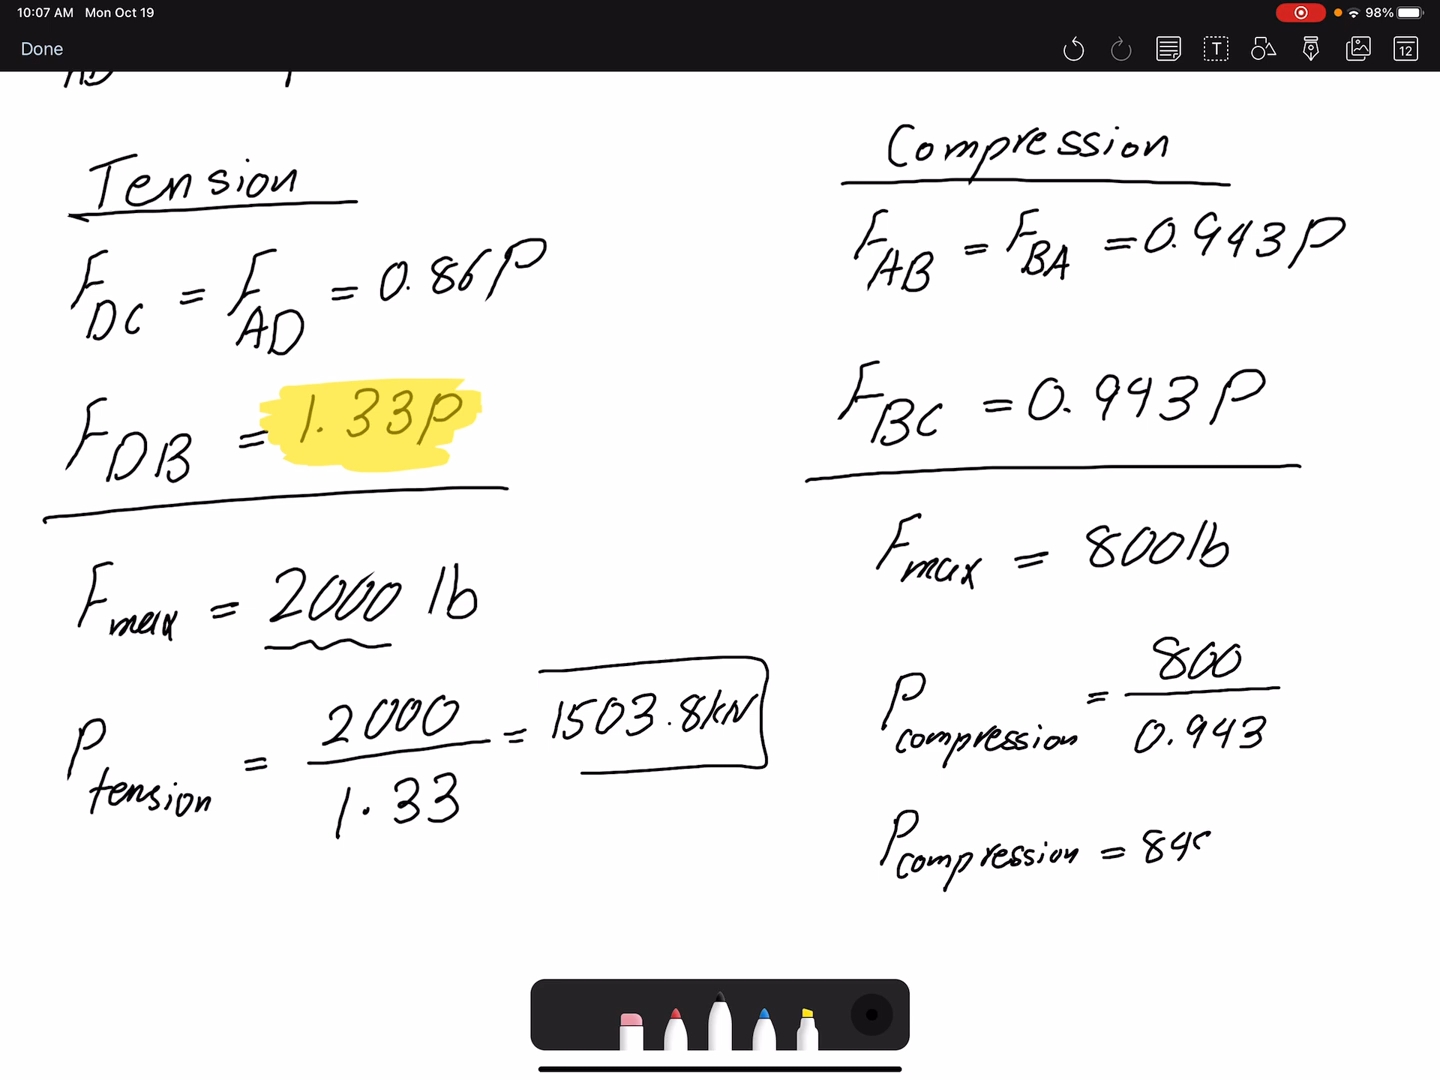 10:07 AM Mon Oct 19
98%
Done
T
12
AD
Tension
F_DC = F_AD = 0.86P
F_DB = 1.33P
F_max = 2000 lb
P_tension = 2000 / 1.33 = 1503.8kN
Compression
F_AB = F_BA = 0.943P
F_BC = 0.943P
F_max = 800lb
P_compression = 800 / 0.943
P_compression = 84